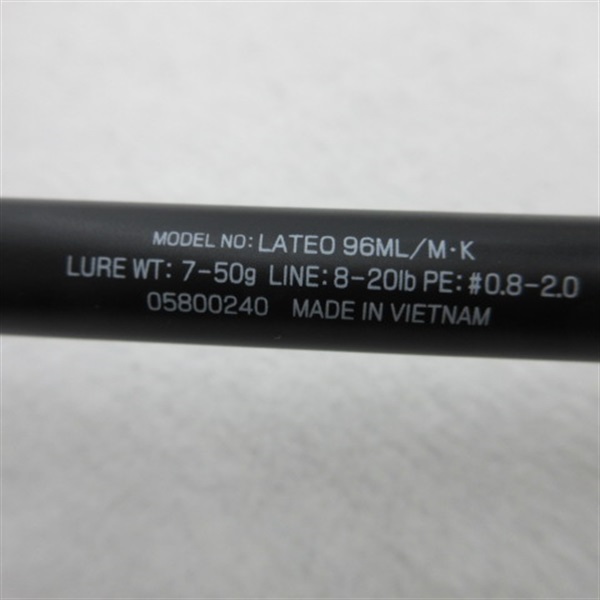 MODEL NO: LATEO 96ML/M・K
LURE WT: 7-50g LINE: 8-20lb PE: #0.8-2.0
05800240 MADE IN VIETNAM